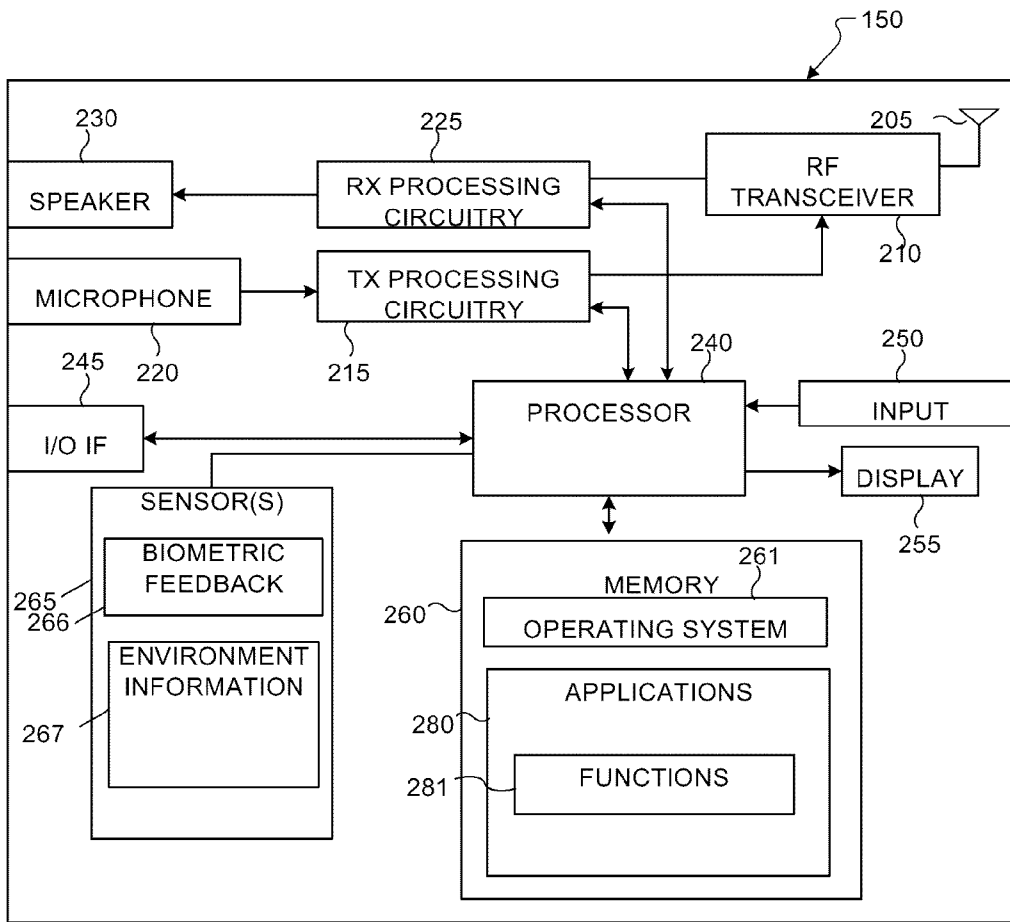 150
230
225
205
SPEAKER
RX PROCESSING
CIRCUITRY
RF
TRANSCEIVER
210
MICROPHONE
TX PROCESSING
CIRCUITRY
220
215
245
240
250
I/O IF
PROCESSOR
INPUT
DISPLAY
255
SENSOR(S)
BIOMETRIC
FEEDBACK
265
266
ENVIRONMENT
INFORMATION
267
261
MEMORY
260
OPERATING SYSTEM
APPLICATIONS
280
FUNCTIONS
281